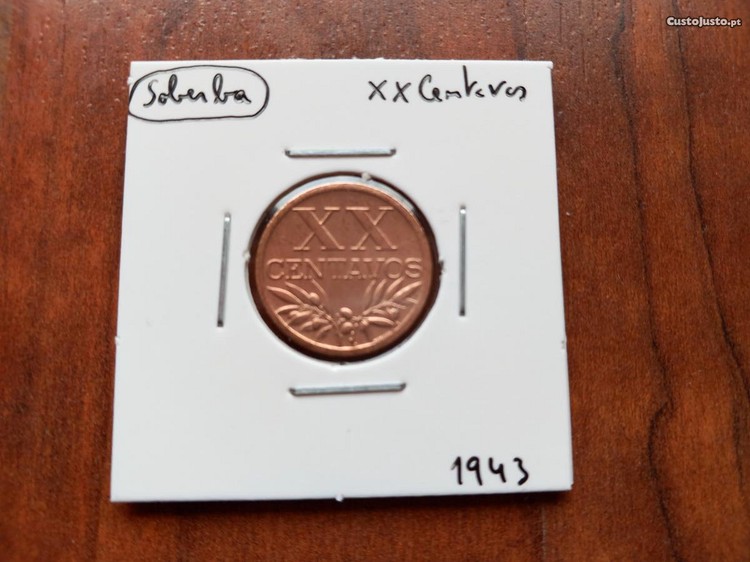 CustoJusto.pt
Soberba
XX Centavos
XX
CENTAVOS
1943